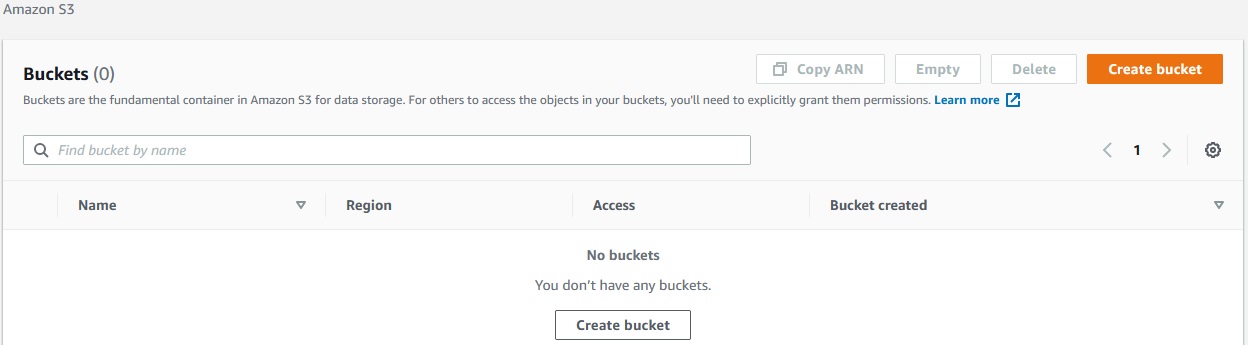 Amazon S3
Buckets (0)
Copy ARN
Empty
Delete
Create bucket
Buckets are the fundamental container in Amazon S3 for data storage. For others to access the objects in your buckets, you'll need to explicitly grant them permissions. Learn more
Find bucket by name
1
Name
Region
Access
Bucket created
No buckets
You don't have any buckets.
Create bucket